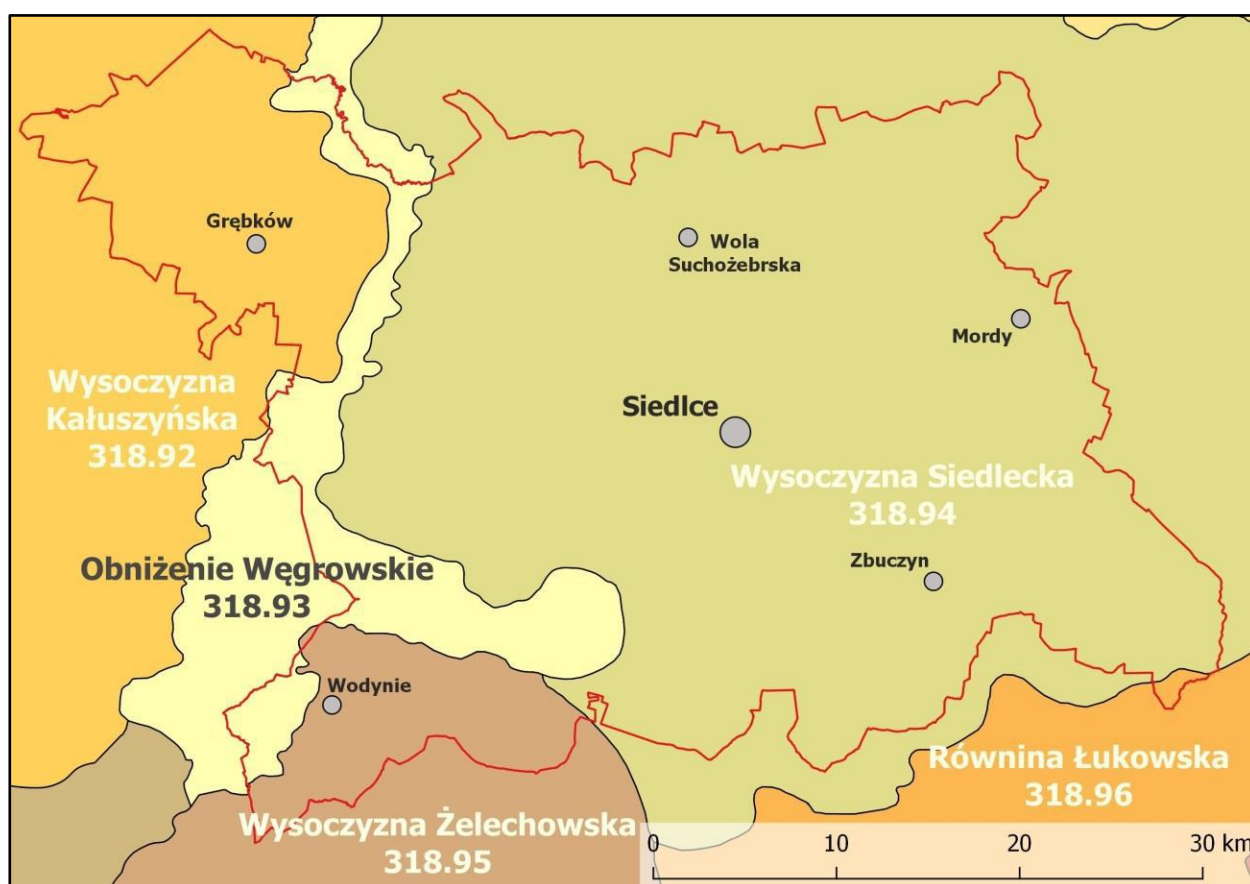 Grębków
Wola
Suchożebrska
Mordy
Wysoczyzna
Kałuszyńska
318.92
Siedlce
Wysoczyzna Siedlecka
318.94
Zbuczyn
Obniżenie Węgrowskie
318.93
Wodynie
Równina Łukowska
318.96
Wysoczyzna Żelechowska
318.95
0 10 20 30 km